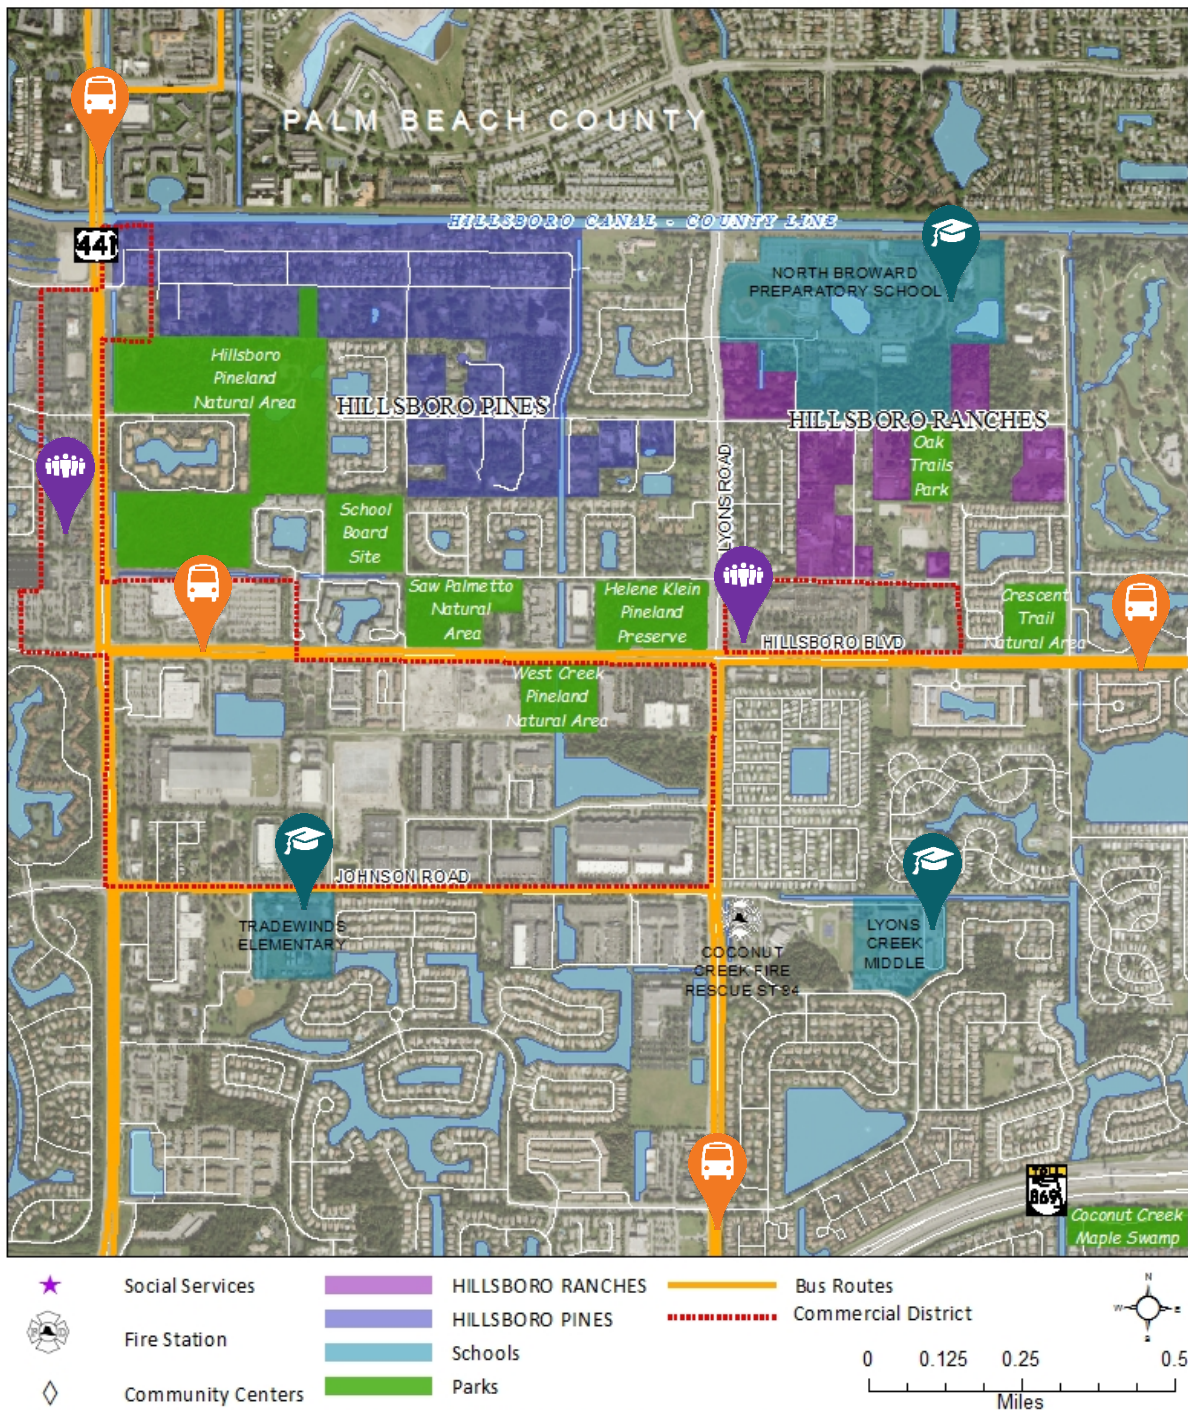 PALM BEACH COUNTY
HILLSBORO CANAL - COUNTY LINE
441
NORTH BROWARD
PREPARATORY SCHOOL
Hillsboro
Pineland
Natural Area
HILLSBORO PINES
HILLSBORO RANCHES
Oak
Trails
Park
LYONS ROAD
School
Board
Site
Saw Palmetto
Natural
Area
Helene Klein
Pineland
Preserve
Crescent
Trail
Natural Area
HILLSBORO BLVD
West Creek
Pineland
Natural Area
JOHNSON ROAD
TRADEWINDS
ELEMENTARY
COCONUT
CREEK FIRE
RESCUE ST 94
LYONS
CREEK
MIDDLE
TOLL
869
Coconut Creek
Maple Swamp
Social Services
Fire Station
Community Centers
HILLSBORO RANCHES
HILLSBORO PINES
Schools
Parks
Bus Routes
Commercial District
N
W
E
S
0 0.125 0.25 0.5
Miles